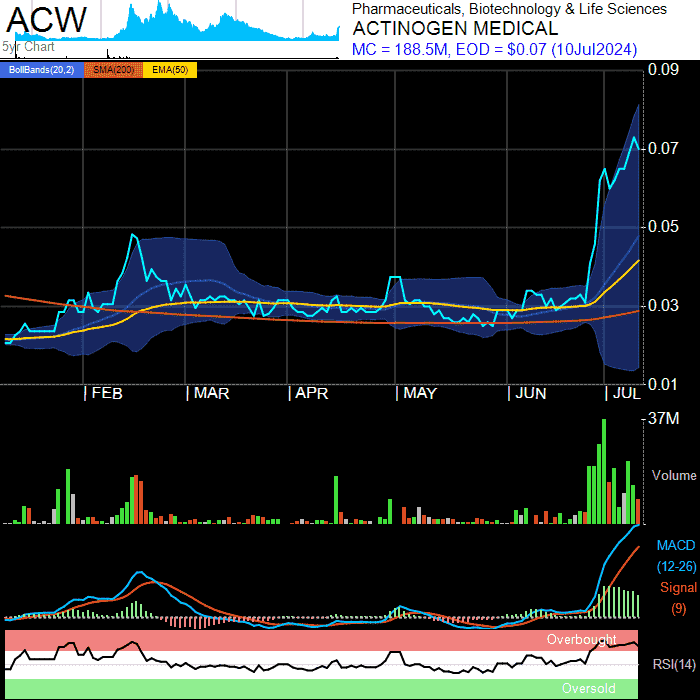 ACW
Pharmaceuticals, Biotechnology & Life Sciences
ACTINOGEN MEDICAL
5yr Chart
MC = 188.5M, EOD = $0.07 (10Jul2024)
BollBands(20,2) SMA(200) EMA(50)
0.09
0.07
0.05
0.03
0.01
FEB MAR APR MAY JUN JUL
37M
Volume
MACD
(12-26)
Signal
(9)
Overbought
RSI(14)
Oversold